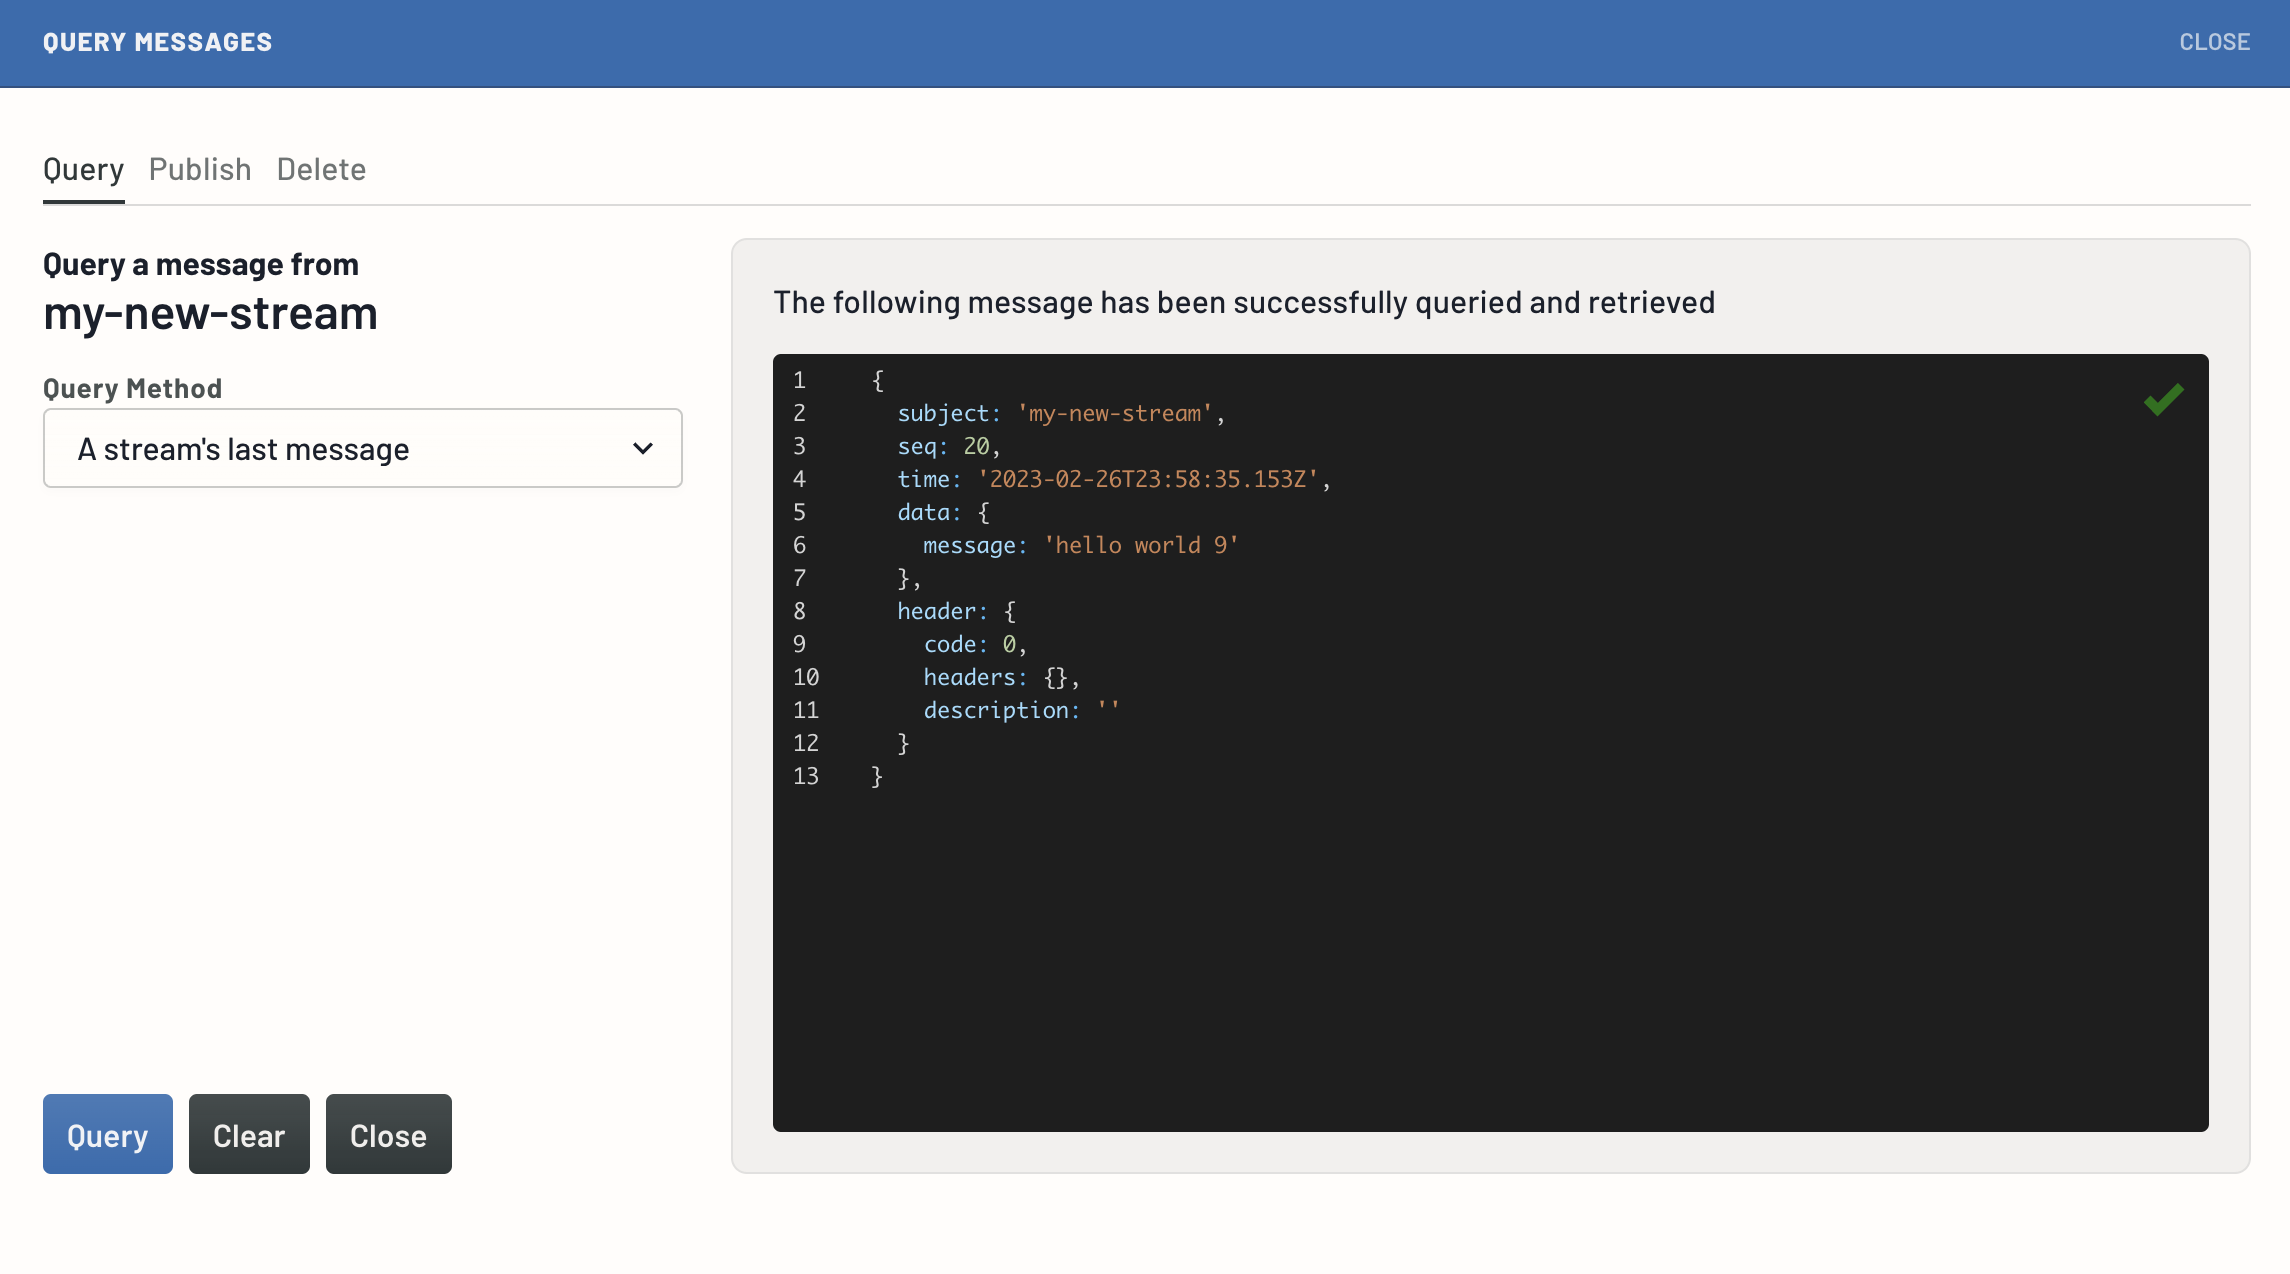 QUERY MESSAGES
CLOSE
Query Publish Delete
Query a message from
my-new-stream
Query Method
A stream's last message
Query Clear Close
The following message has been successfully queried and retrieved
1 {
2 subject: 'my-new-stream',
3 seq: 20,
4 time: '2023-02-26T23:58:35.153Z',
5 data: {
6 message: 'hello world 9'
7 },
8 header: {
9 code: 0,
10 headers: {},
11 description: ''
12 }
13 }